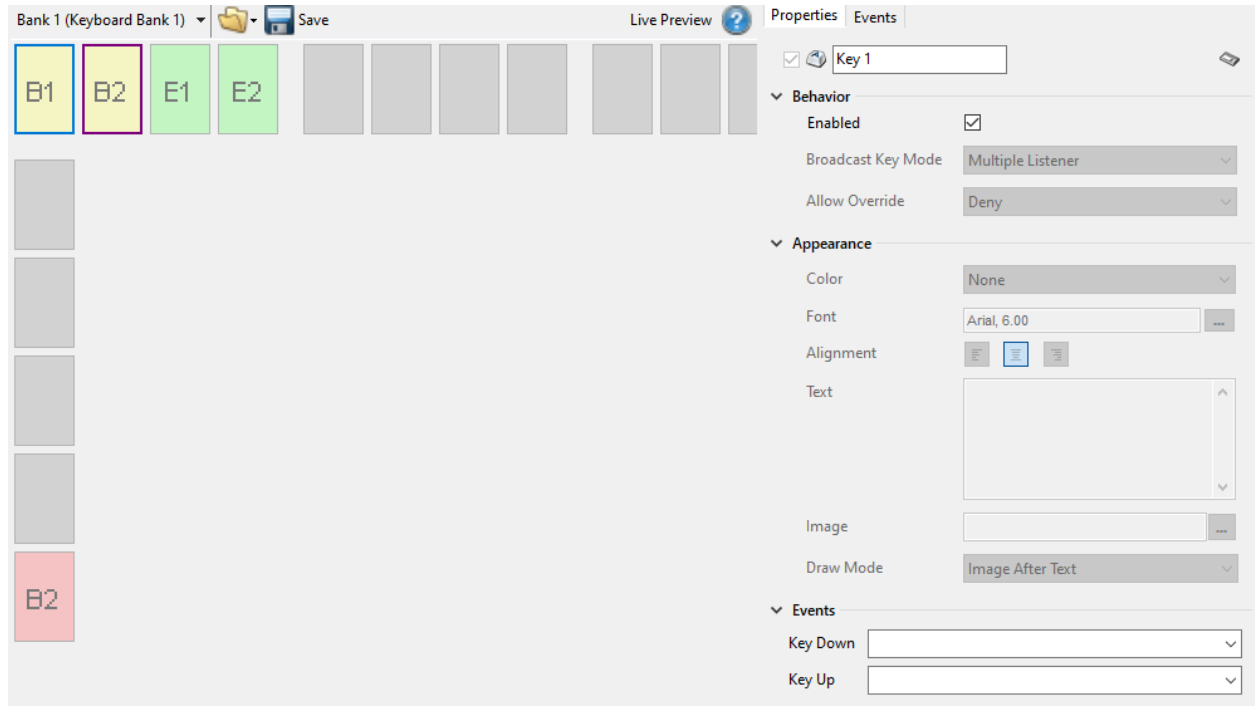 Bank 1 (Keyboard Bank 1) Save Live Preview
B1 B2 E1 E2
B2
Properties Events
Key 1
Behavior
Enabled
Broadcast Key Mode Multiple Listener
Allow Override Deny
Appearance
Color None
Font Arial, 6.00 ...
Alignment
Text
Image ...
Draw Mode Image After Text
Events
Key Down
Key Up